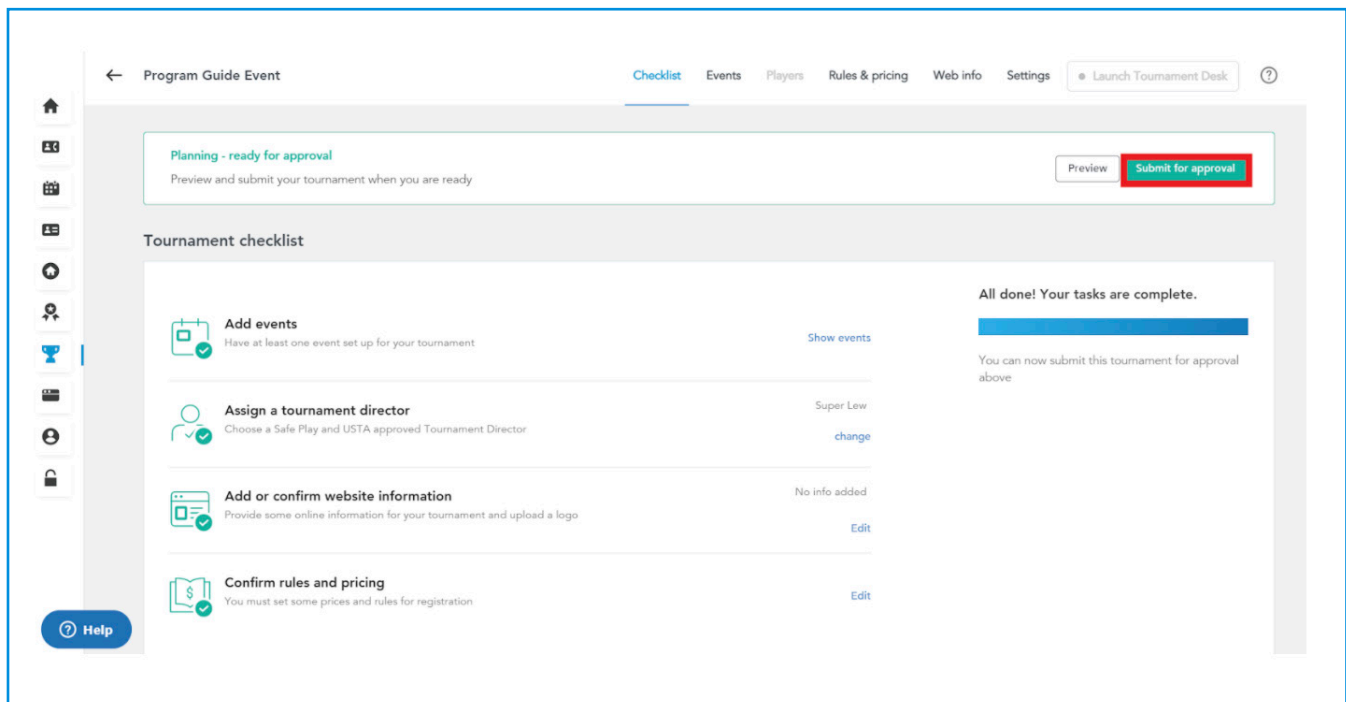 Program Guide Event
Checklist
Events
Players
Rules & pricing
Web info
Settings
Launch Tournament Desk
?
Planning - ready for approval
Preview and submit your tournament when you are ready
Preview
Submit for approval
Tournament checklist
All done! Your tasks are complete.
You can now submit this tournament for approval
above
Add events
Have at least one event set up for your tournament
Show events
Assign a tournament director
Choose a Safe Play and USTA approved Tournament Director
Super Lew
change
Add or confirm website information
Provide some online information for your tournament and upload a logo
No info added
Edit
$
Confirm rules and pricing
You must set some prices and rules for registration
Edit
? Help